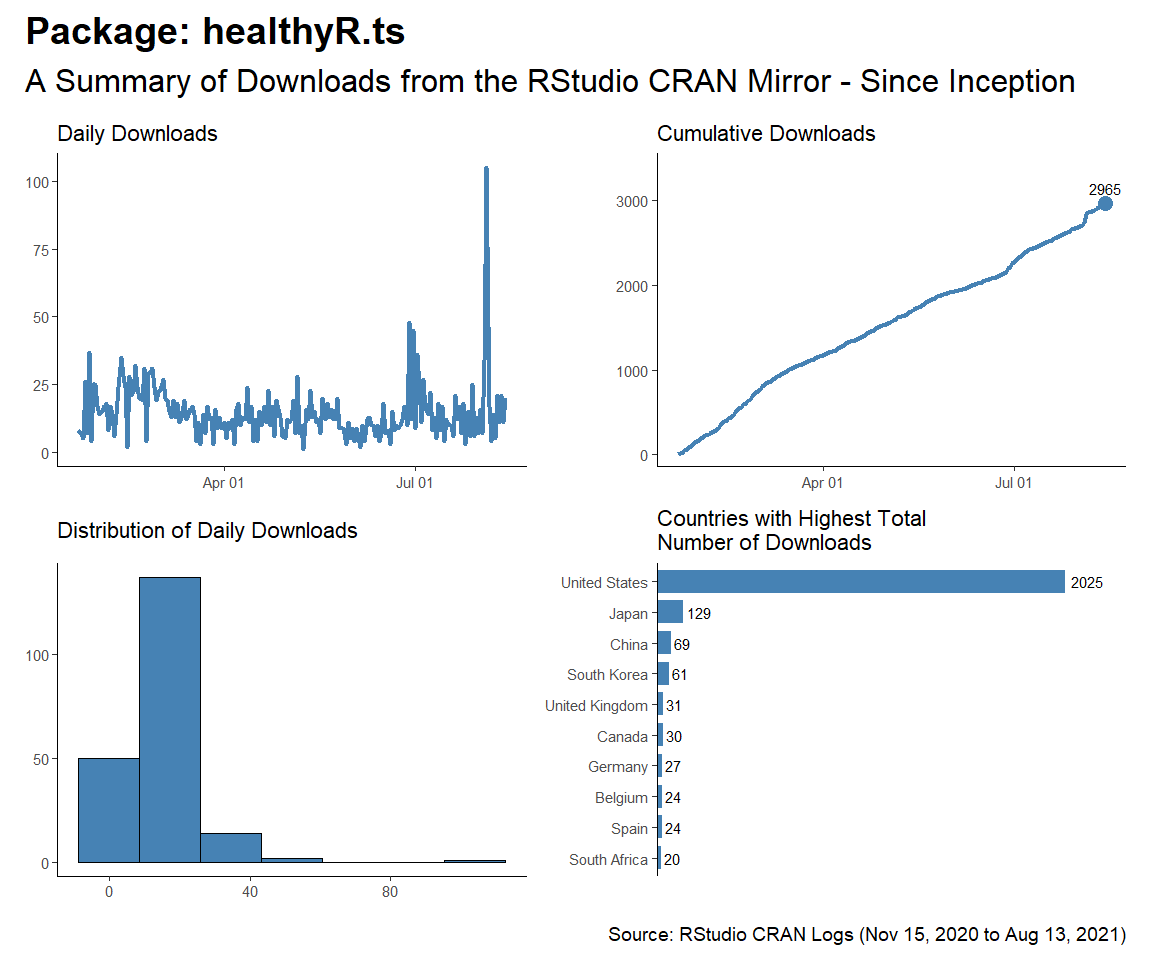 Package: healthyR.ts
A Summary of Downloads from the RStudio CRAN Mirror - Since Inception
Daily Downloads
100
75
50
25
0
Apr 01
Jul 01
Cumulative Downloads
2965
3000
2000
1000
0
Apr 01
Jul 01
Distribution of Daily Downloads
100
50
0
0
40
80
Countries with Highest Total
Number of Downloads
United States 2025
Japan 129
China 69
South Korea 61
United Kingdom 31
Canada 30
Germany 27
Belgium 24
Spain 24
South Africa 20
Source: RStudio CRAN Logs (Nov 15, 2020 to Aug 13, 2021)